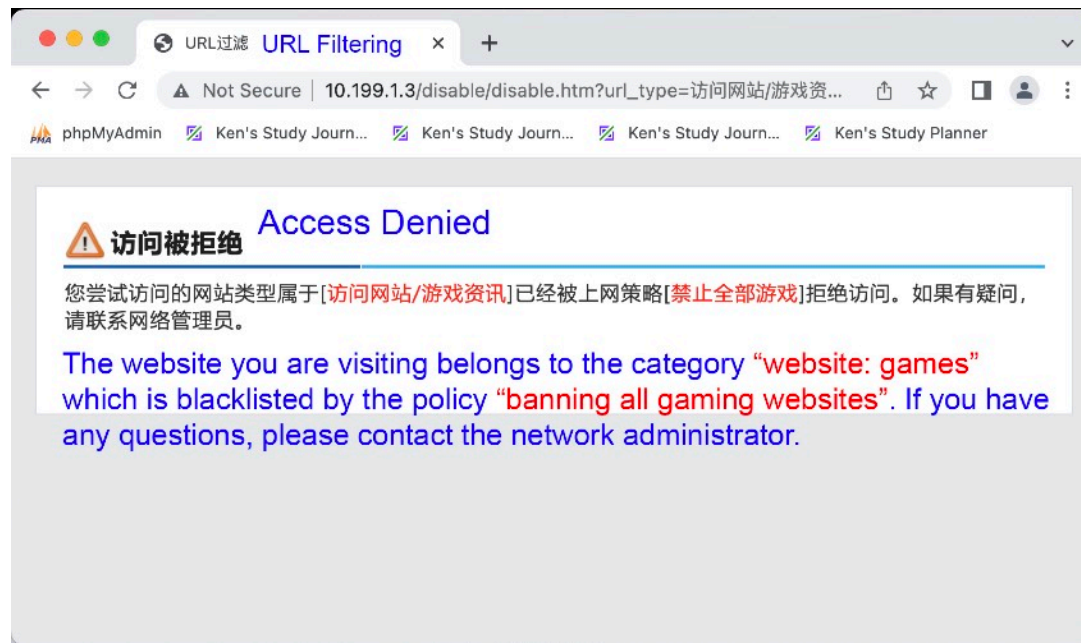 URL过滤 URL Filtering
Not Secure | 10.199.1.3/disable/disable.htm?url_type=访问网站/游戏资...
phpMyAdmin Ken's Study Journ... Ken's Study Journ... Ken's Study Journ... Ken's Study Planner
访问被拒绝 Access Denied
您尝试访问的网站类型属于[访问网站/游戏资讯]已经被上网策略[禁止全部游戏]拒绝访问。如果有疑问，
请联系网络管理员。
The website you are visiting belongs to the category “website: games”
which is blacklisted by the policy “banning all gaming websites”. If you have
any questions, please contact the network administrator.